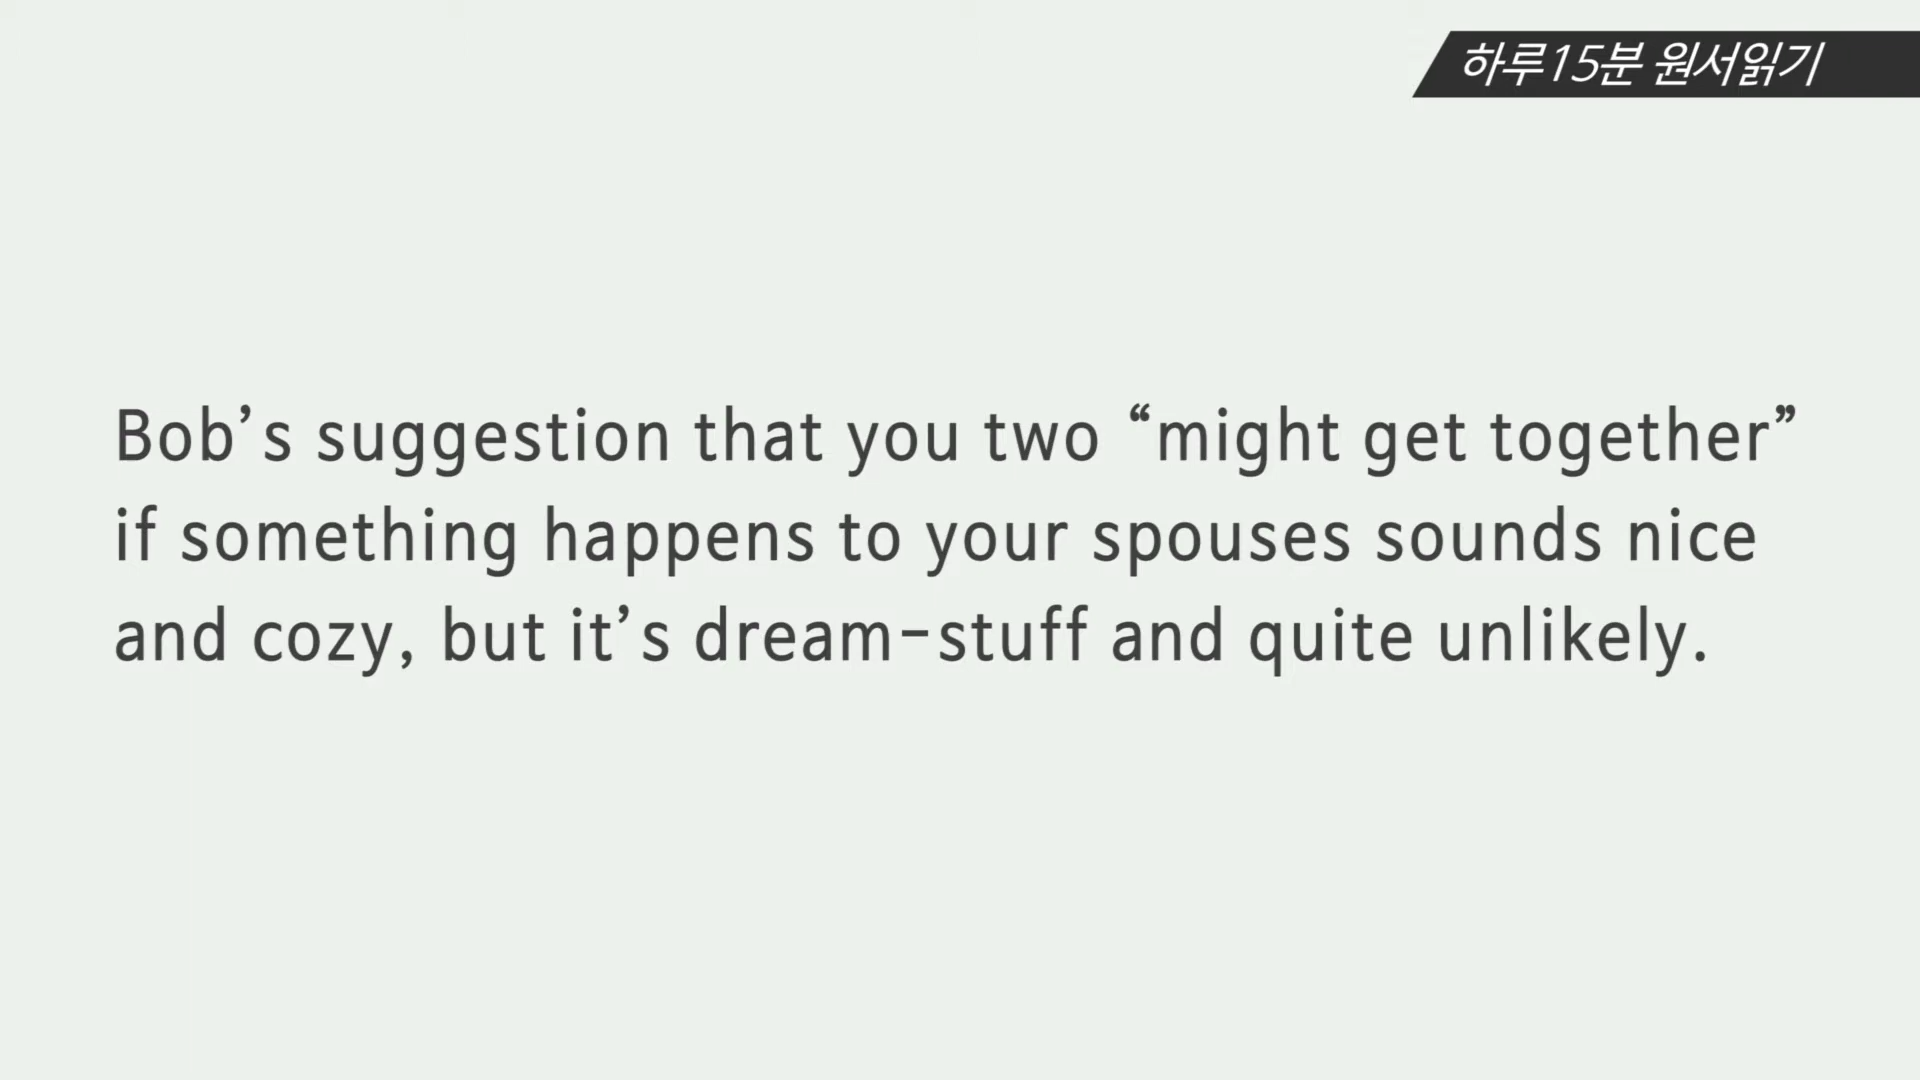 하루15분 원서읽기
Bob’s suggestion that you two “might get together”
if something happens to your spouses sounds nice
and cozy, but it’s dream-stuff and quite unlikely.